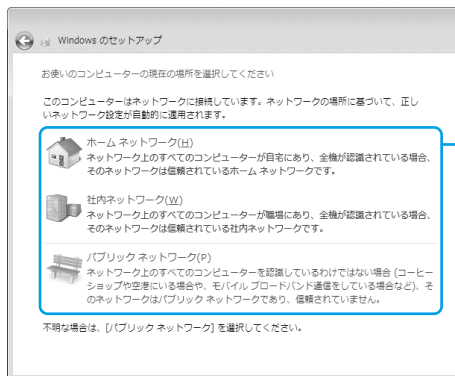 Windows のセットアップ
お使いのコンピューターの現在の場所を選択してください
このコンピューターはネットワークに接続しています。ネットワークの場所に基づいて、正し
いネットワーク設定が自動的に適用されます。
ホーム ネットワーク(H)
ネットワーク上のすべてのコンピューターが自宅にあり、全機が認識されている場合、
そのネットワークは信頼されているホーム ネットワークです。
社内ネットワーク(W)
ネットワーク上のすべてのコンピューターが職場にあり、全機が認識されている場合、
そのネットワークは信頼されている社内ネットワークです。
パブリック ネットワーク(P)
ネットワーク上のすべてのコンピューターを認識しているわけではない場合 (コーヒー
ショップや空港にいる場合や、モバイル ブロードバンド通信をしている場合など)、そ
のネットワークはパブリック ネットワークであり、信頼されていません。
不明な場合は、[パブリック ネットワーク] を選択してください。